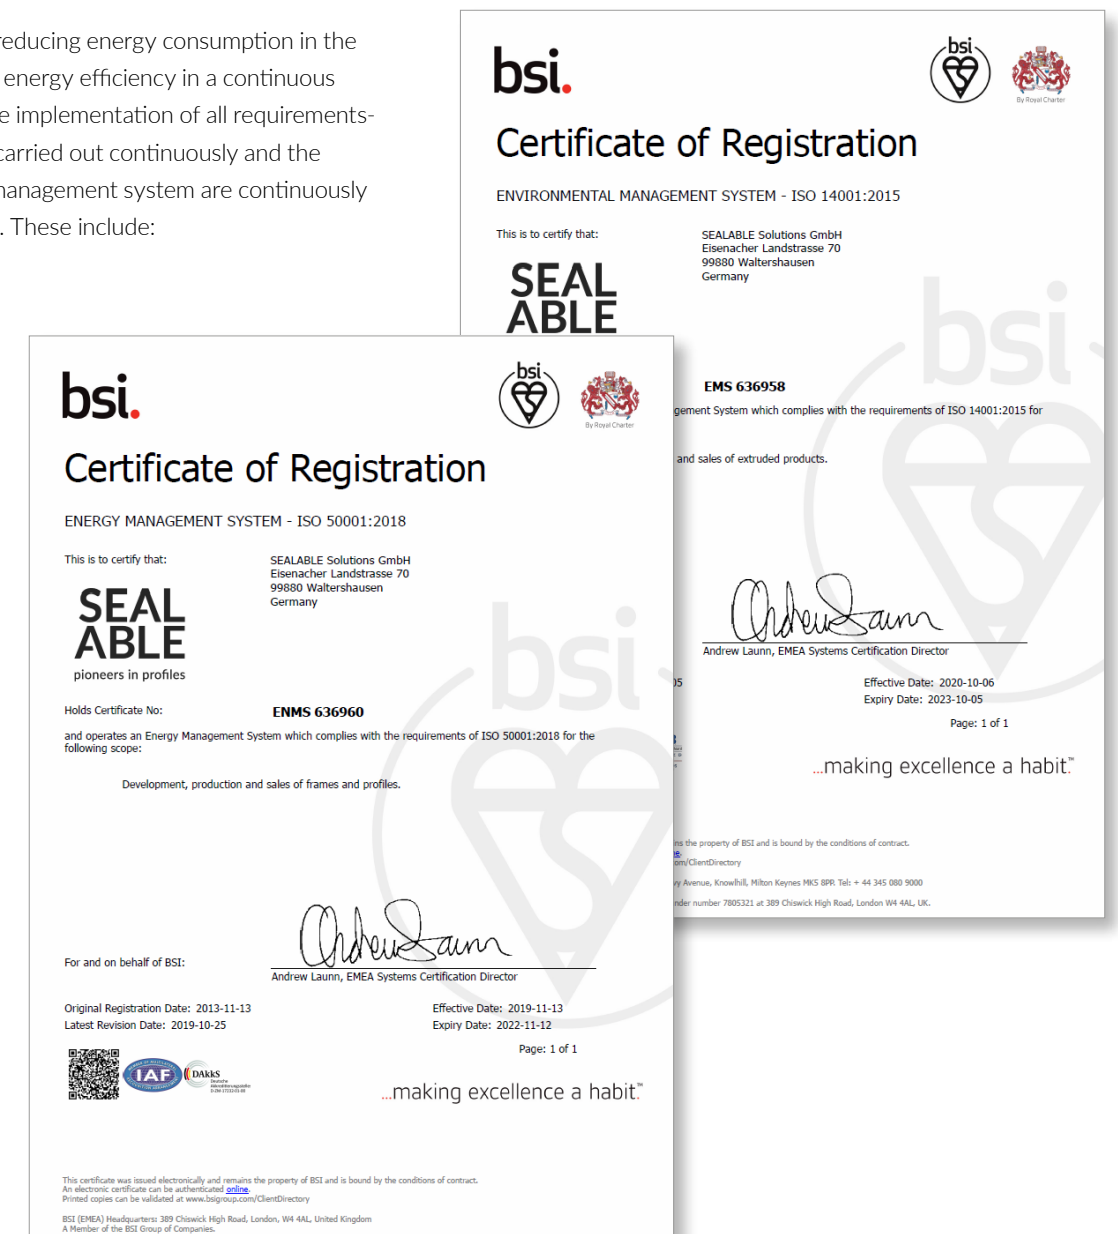 reducing energy consumption in the
energy efficiency in a continuous
e implementation of all requirements-
carried out continuously and the
management system are continuously
. These include:
bsi.
bsi
By Royal Charter
Certificate of Registration
ENVIRONMENTAL MANAGEMENT SYSTEM - ISO 14001:2015
This is to certify that:
SEALABLE Solutions GmbH
Eisenacher Landstrasse 70
99880 Waltershausen
Germany
SEAL
ABLE
bsi
EMS 636958
gement System which complies with the requirements of ISO 14001:2015 for
and sales of extruded products.
Andrew Launn, EMEA Systems Certification Director
05
Effective Date: 2020-10-06
Expiry Date: 2023-10-05
Page: 1 of 1
...making excellence a habit.™
ns the property of BSI and is bound by the conditions of contract.
ne.
om/ClientDirectory
vy Avenue, Knowlhill, Milton Keynes MK5 8PP. Tel: + 44 345 080 9000
nder number 7805321 at 389 Chiswick High Road, London W4 4AL, UK.
bsi.
bsi
By Royal Charter
Certificate of Registration
ENERGY MANAGEMENT SYSTEM - ISO 50001:2018
This is to certify that:
SEALABLE Solutions GmbH
Eisenacher Landstrasse 70
99880 Waltershausen
Germany
SEAL
ABLE
pioneers in profiles
bsi
Holds Certificate No:
ENMS 636960
and operates an Energy Management System which complies with the requirements of ISO 50001:2018 for the
following scope:
Development, production and sales of frames and profiles.
For and on behalf of BSI:
Andrew Launn, EMEA Systems Certification Director
Original Registration Date: 2013-11-13
Effective Date: 2019-11-13
Latest Revision Date: 2019-10-25
Expiry Date: 2022-11-12
Page: 1 of 1
IAF
DAkkS
Deutsche
Akkreditierungsstelle
...making excellence a habit.™
This certificate was issued electronically and remains the property of BSI and is bound by the conditions of contract.
An electronic certificate can be authenticated online.
Printed copies can be validated at www.bsigroup.com/ClientDirectory
BSI (EMEA) Headquarters: 389 Chiswick High Road, London, W4 4AL, United Kingdom
A Member of the BSI Group of Companies.